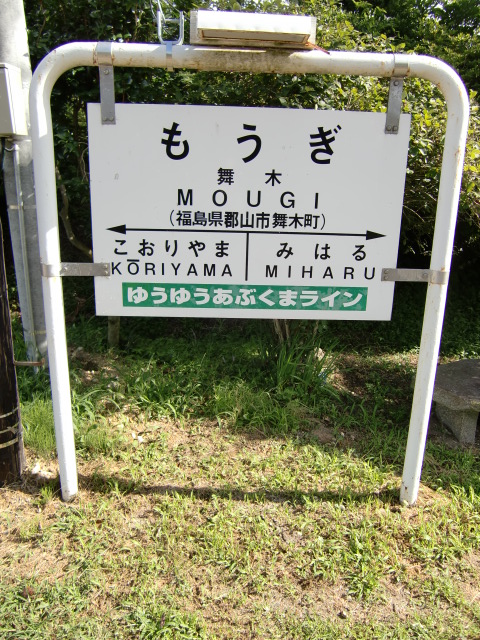 もうぎ
舞木
MOUGI
(福島県郡山市舞木町)
こおりやま みはる
KŌRIYAMA MIHARU
ゆうゆうあぶくまライン